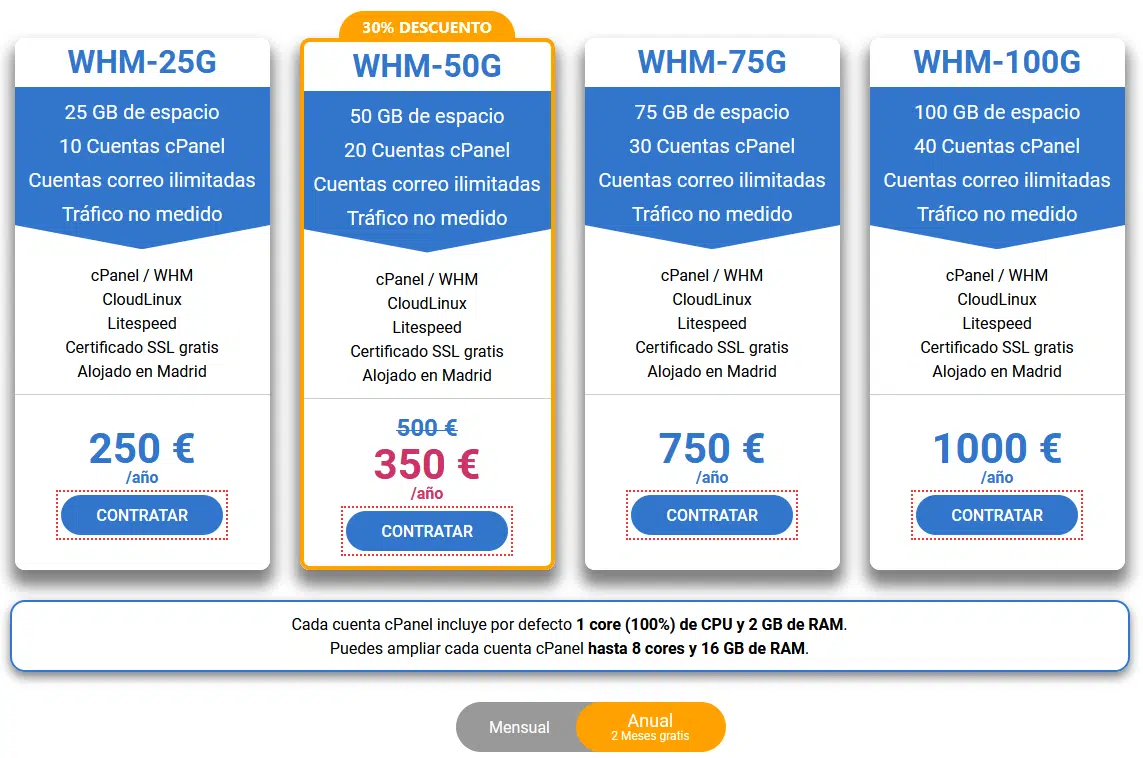 WHM-25G
25 GB de espacio
10 Cuentas cPanel
Cuentas correo ilimitadas
Tráfico no medido
cPanel / WHM
CloudLinux
Litespeed
Certificado SSL gratis
Alojado en Madrid
250 €
/año
CONTRATAR
30% DESCUENTO
WHM-50G
50 GB de espacio
20 Cuentas cPanel
Cuentas correo ilimitadas
Tráfico no medido
cPanel / WHM
CloudLinux
Litespeed
Certificado SSL gratis
Alojado en Madrid
500 €
350 €
/año
CONTRATAR
WHM-75G
75 GB de espacio
30 Cuentas cPanel
Cuentas correo ilimitadas
Tráfico no medido
cPanel / WHM
CloudLinux
Litespeed
Certificado SSL gratis
Alojado en Madrid
750 €
/año
CONTRATAR
WHM-100G
100 GB de espacio
40 Cuentas cPanel
Cuentas correo ilimitadas
Tráfico no medido
cPanel / WHM
CloudLinux
Litespeed
Certificado SSL gratis
Alojado en Madrid
1000 €
/año
CONTRATAR
Cada cuenta cPanel incluye por defecto 1 core (100%) de CPU y 2 GB de RAM.
Puedes ampliar cada cuenta cPanel hasta 8 cores y 16 GB de RAM.
Mensual
Anual
2 Meses gratis